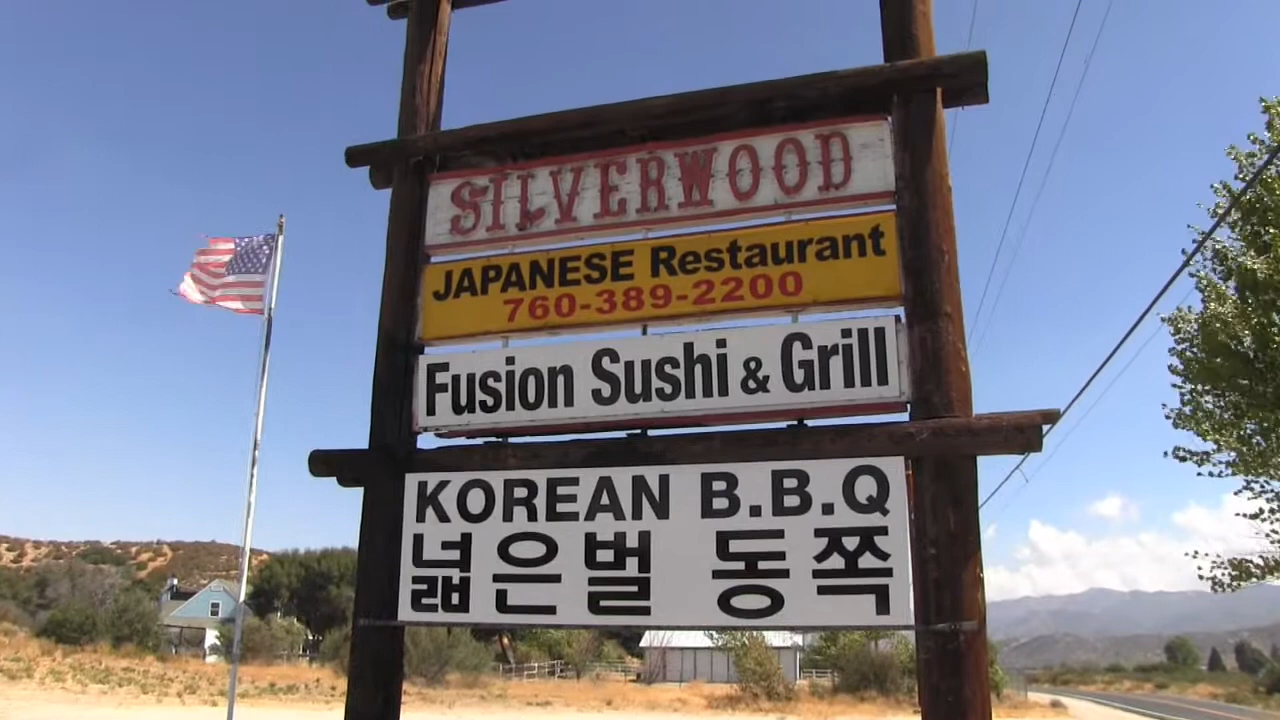 SILVERWOOD
JAPANESE Restaurant
760-389-2200
Fusion Sushi & Grill
KOREAN B.B.Q
넓은벌 동쪽